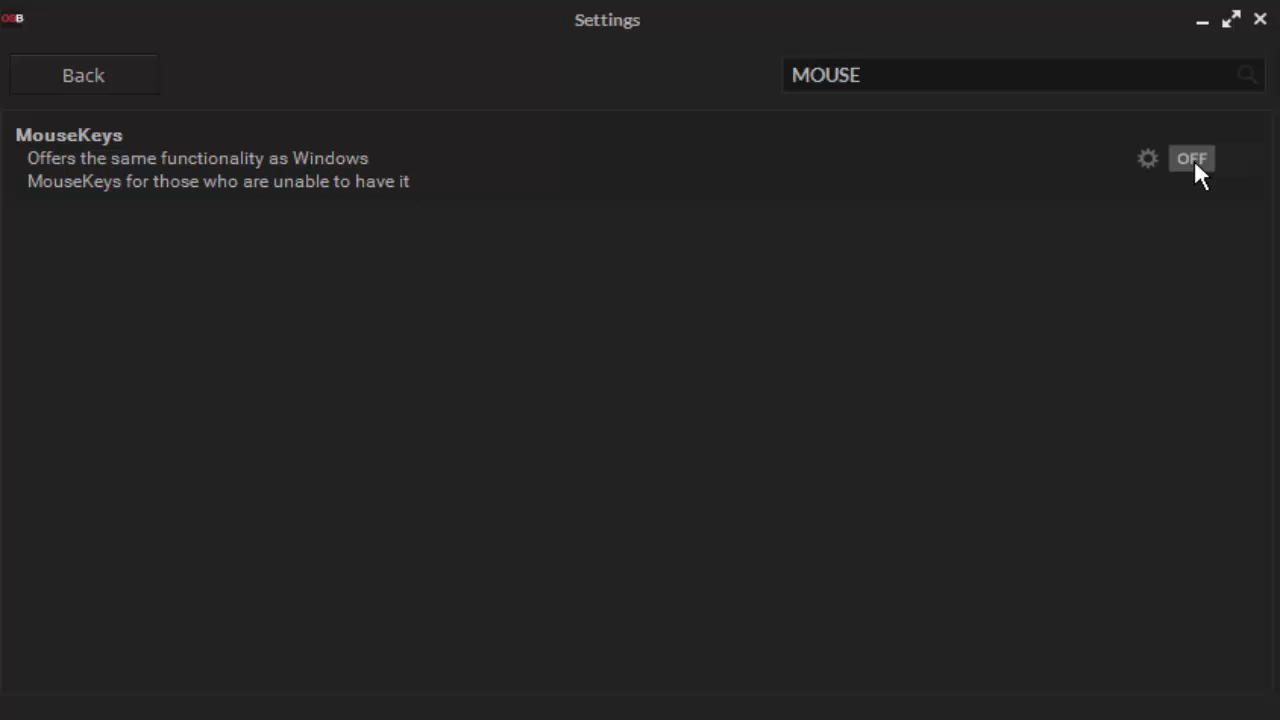 OSB
Settings
Back
MOUSE
MouseKeys
Offers the same functionality as Windows
MouseKeys for those who are unable to have it
OFF